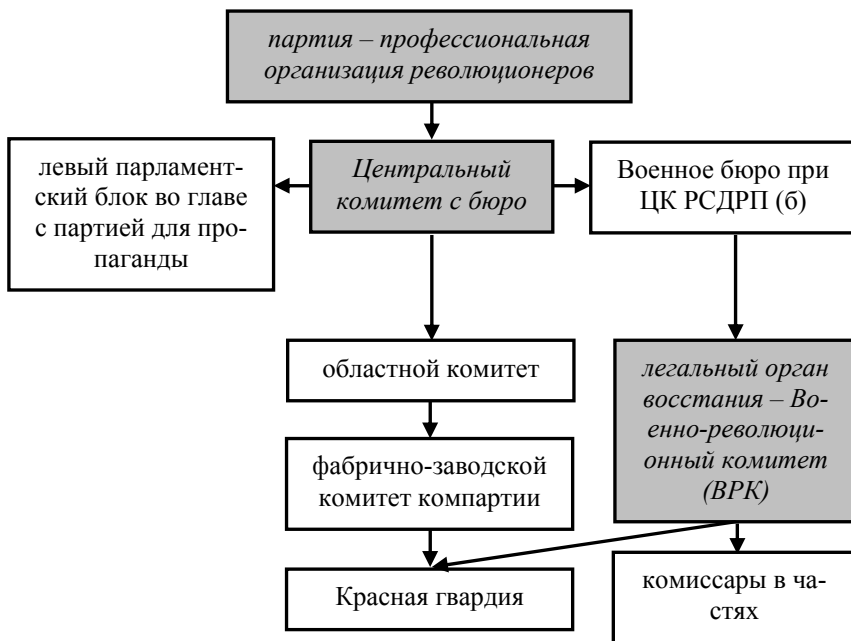 партия – профессиональная
организация революционеров
левый парламент-
ский блок во главе
с партией для про-
паганды
Центральный
комитет с бюро
Военное бюро при
ЦК РСДРП (б)
областной комитет
легальный орган
восстания – Во-
енно-революци-
онный комитет
(ВРК)
фабрично-заводской
комитет компартии
Красная гвардия
комиссары в ча-
стях